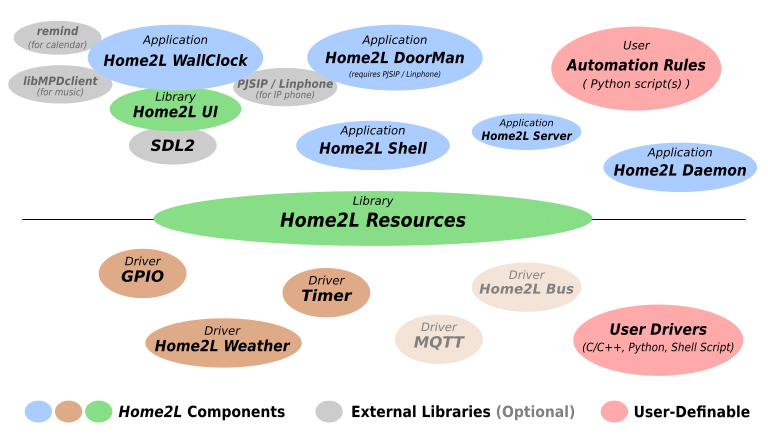 remind
(for calendar)
Application
Home2L WallClock
libMPDclient
(for music)
PJSIP / Linphone
(for IP phone)
Library
Home2L UI
SDL2
Application
Home2L DoorMan
(requires PJSIP / Linphone)
User
Automation Rules
( Python script(s) )
Application
Home2L Shell
Application
Home2L Server
Application
Home2L Daemon
Library
Home2L Resources
Driver
GPIO
Driver
Timer
Driver
Home2L Bus
Driver
Home2L Weather
Driver
MQTT
User Drivers
(C/C++, Python, Shell Script)
Home2L Components
External Libraries (Optional)
User-Definable